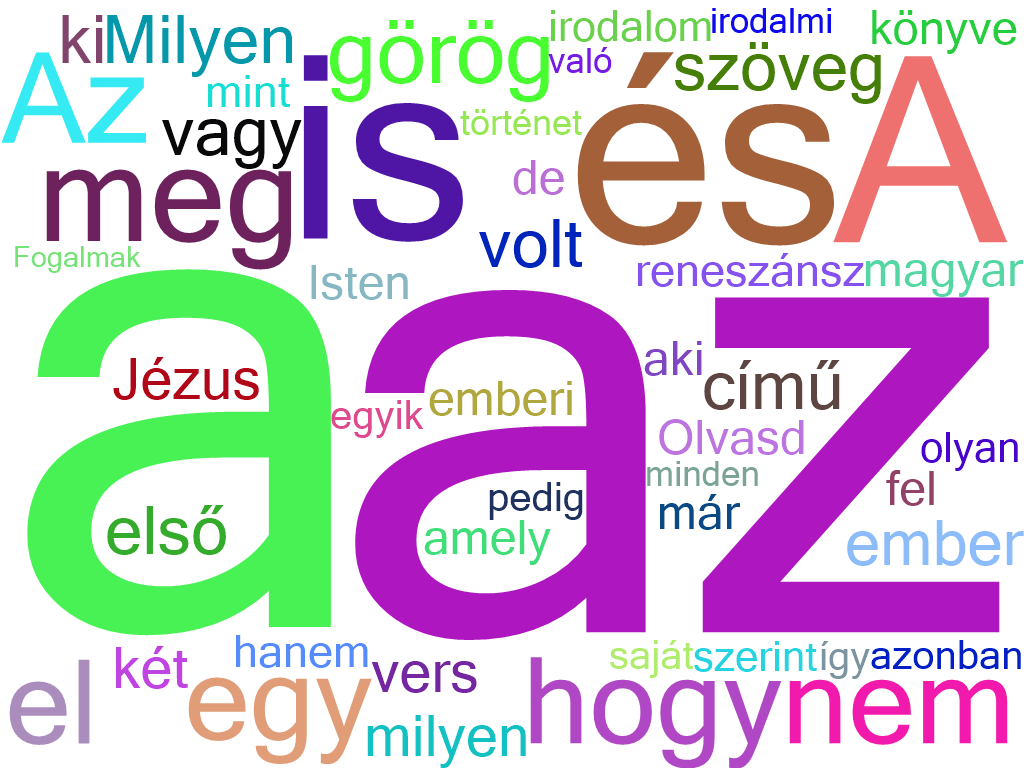 ki Milyen görög irodalom irodalmi könyve
Az mint is való szöveg A
vagy történet és
meg de
volt
Fogalmak Isten reneszánsz magyar
a az
Jézus egyik emberi aki című
Olvasd olyan
minden fel
első pedig már
amely ember
el két hanem vers saját szerint így azonban
egy milyen hogy nem